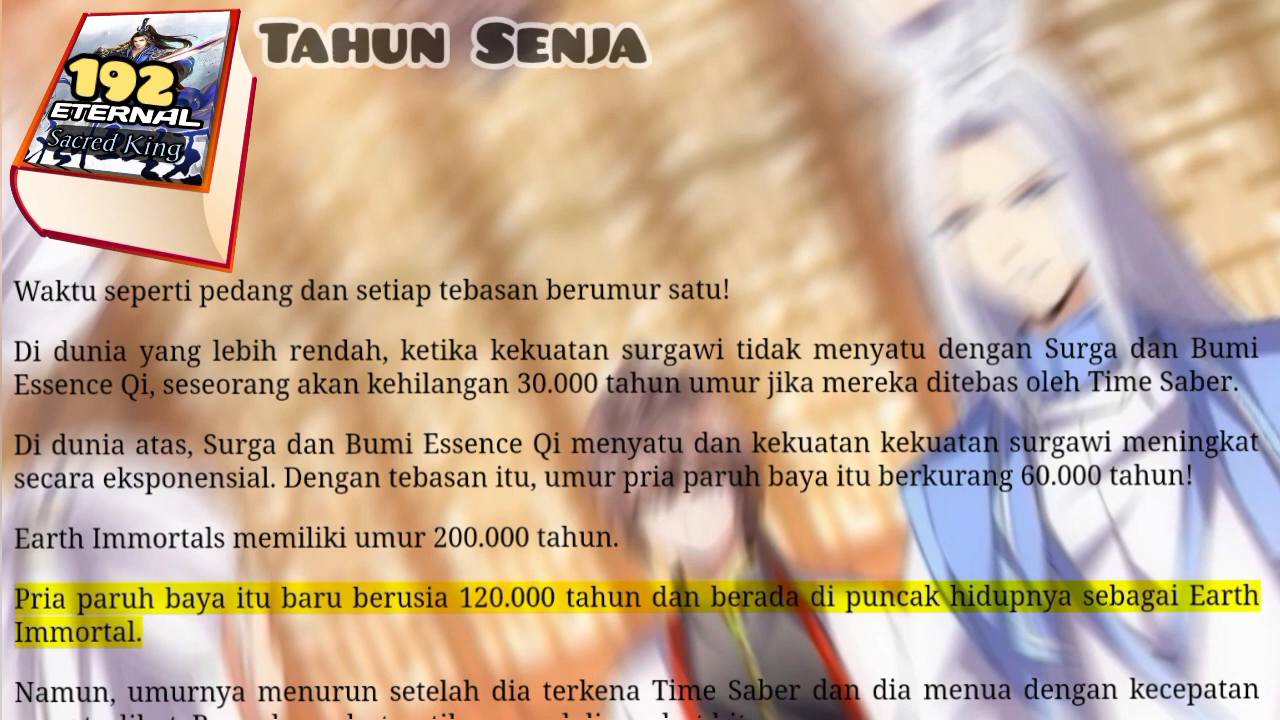 Tahun Senja
192
ETERNAL
Sacred King
Waktu seperti pedang dan setiap tebasan berumur satu!
Di dunia yang lebih rendah, ketika kekuatan surgawi tidak menyatu dengan Surga dan Bumi
Essence Qi, seseorang akan kehilangan 30.000 tahun umur jika mereka ditebas oleh Time Saber.
Di dunia atas, Surga dan Bumi Essence Qi menyatu dan kekuatan kekuatan surgawi meningkat
secara eksponensial. Dengan tebasan itu, umur pria paruh baya itu berkurang 60.000 tahun!
Earth Immortals memiliki umur 200.000 tahun.
Pria paruh baya itu baru berusia 120.000 tahun dan berada di puncak hidupnya sebagai Earth
Immortal.
Namun, umurnya menurun setelah dia terkena Time Saber dan dia menua dengan kecepatan